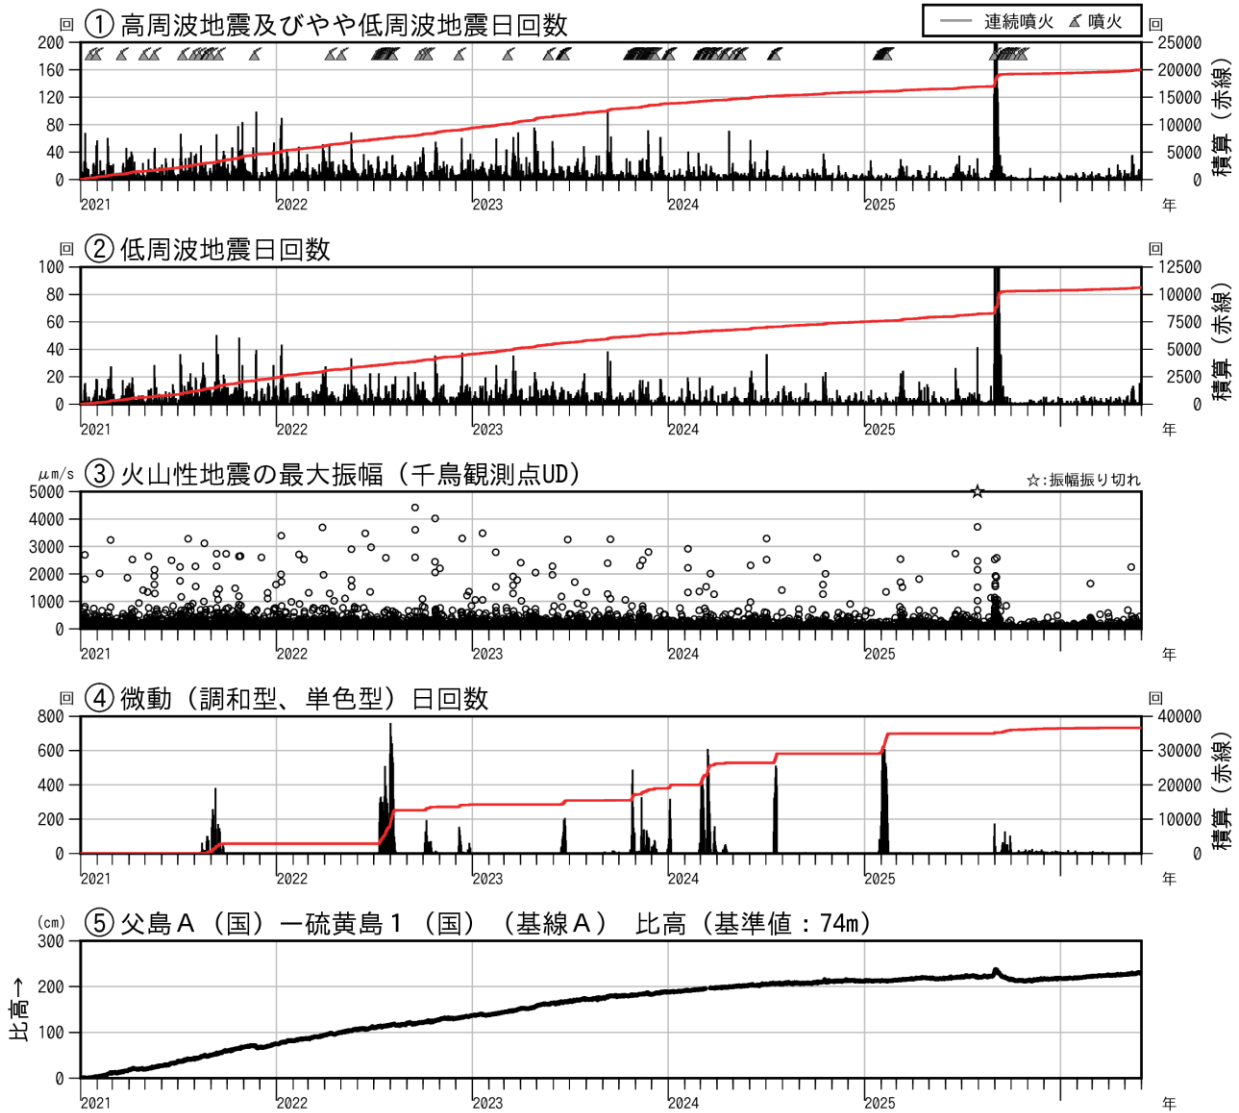 回 ① 高周波地震及びやや低周波地震日回数 連続噴火 噴火 回
200 25000
160 20000
120 15000
80 10000
40 5000
0 0
積算（赤線）
2021 2022 2023 2024 2025 年
回 ② 低周波地震日回数 回
100 12500
80 10000
60 7500
40 5000
20 2500
0 0
積算（赤線）
2021 2022 2023 2024 2025 年
μm/s ③ 火山性地震の最大振幅（千鳥観測点UD） ☆:振幅振り切れ
5000
4000
3000
2000
1000
0
2021 2022 2023 2024 2025 年
回 ④ 微動（調和型、単色型）日回数 回
800 40000
600 30000
400 20000
200 10000
0 0
積算（赤線）
2021 2022 2023 2024 2025 年
(cm) ⑤ 父島Ａ（国）－硫黄島１（国）（基線Ａ） 比高（基準値：74m）
300
200
100
0
比高→
2021 2022 2023 2024 2025 年